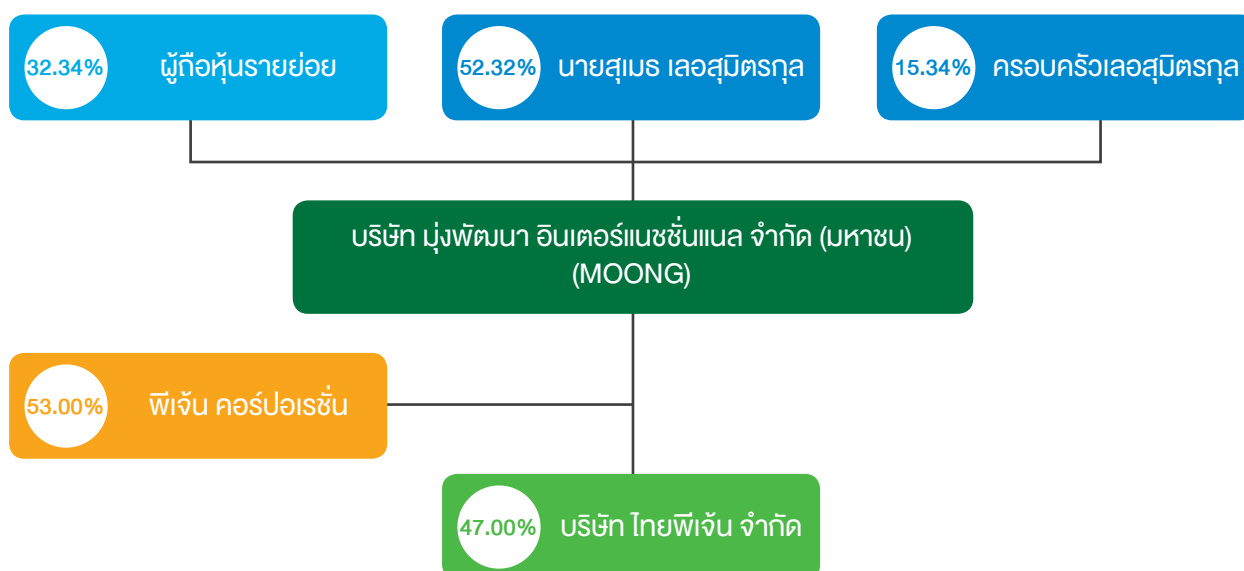 32.34% ผู้ถือหุ้นรายย่อย
52.32% นายสุเมธ เลอสุมิตรกุล
15.34% ครอบครัวเลอสุมิตรกุล
บริษัท มุ่งพัฒนา อินเตอร์แนชชั่นแนล จำกัด (มหาชน)
(MOONG)
53.00% พีเจ้น คอร์ปอเรชั่น
47.00% บริษัท ไทยพีเจ้น จำกัด